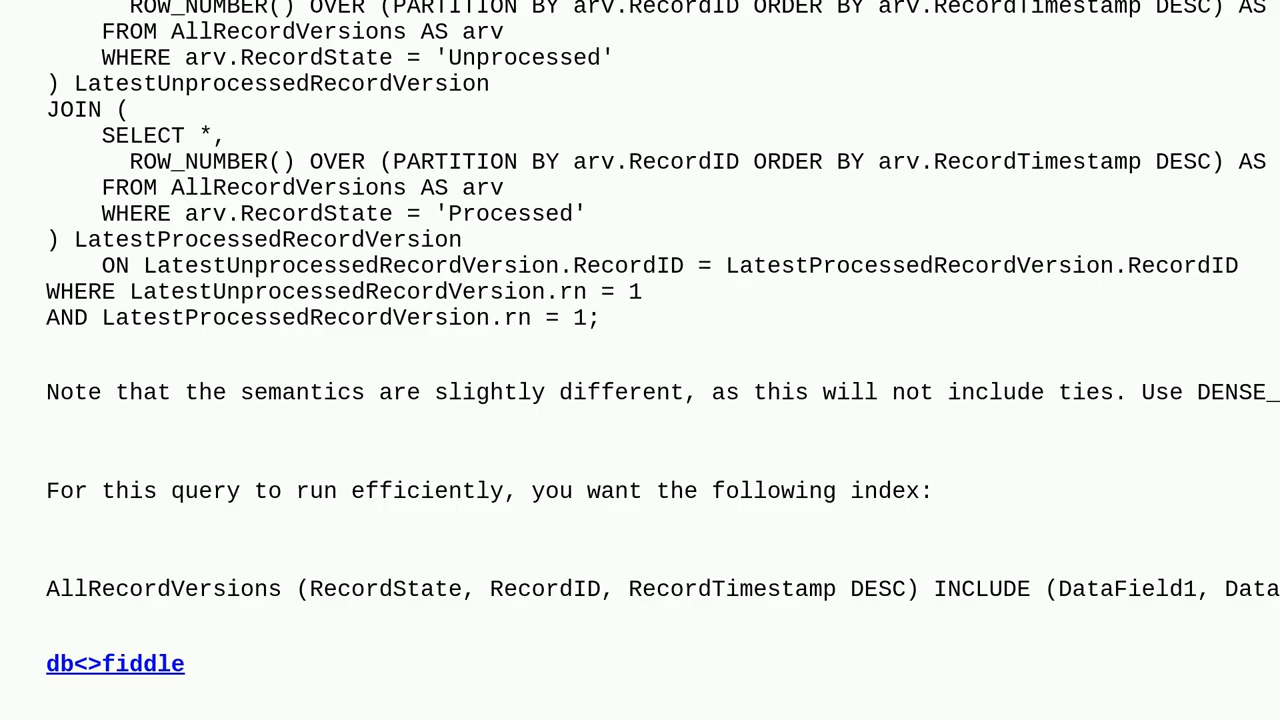 ROW_NUMBER() OVER (PARTITION BY arv.RecordID ORDER BY arv.RecordTimestamp DESC) AS
FROM AllRecordVersions AS arv
WHERE arv.RecordState = 'Unprocessed'
) LatestUnprocessedRecordVersion
JOIN (
SELECT *,
ROW_NUMBER() OVER (PARTITION BY arv.RecordID ORDER BY arv.RecordTimestamp DESC) AS
FROM AllRecordVersions AS arv
WHERE arv.RecordState = 'Processed'
) LatestProcessedRecordVersion
ON LatestUnprocessedRecordVersion.RecordID = LatestProcessedRecordVersion.RecordID
WHERE LatestUnprocessedRecordVersion.rn = 1
AND LatestProcessedRecordVersion.rn = 1;
Note that the semantics are slightly different, as this will not include ties. Use DENSE_
For this query to run efficiently, you want the following index:
AllRecordVersions (RecordState, RecordID, RecordTimestamp DESC) INCLUDE (DataField1, Data
db<>fiddle